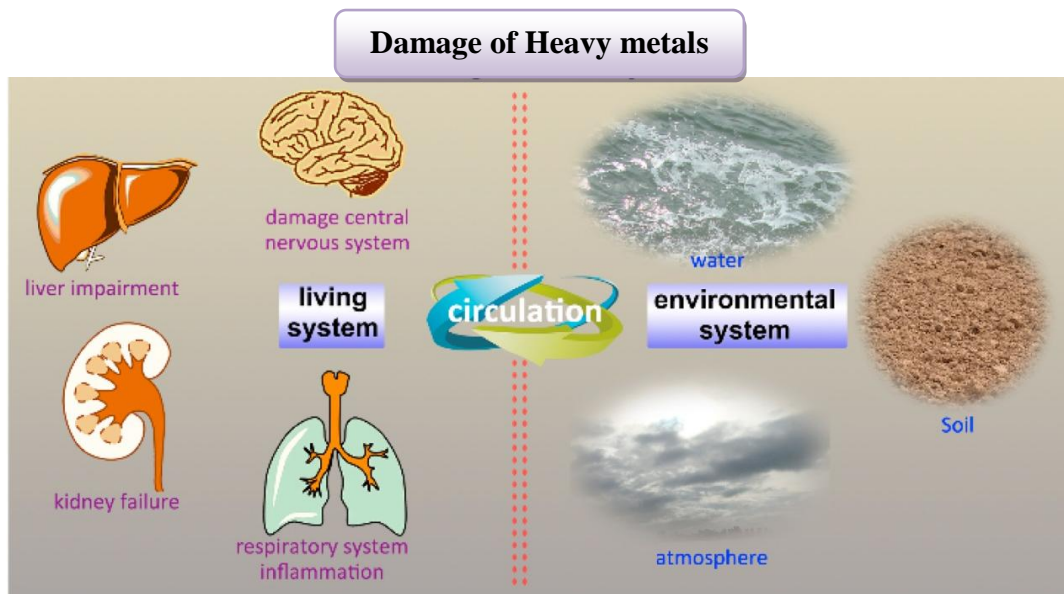 Damage of Heavy metals
damage central
nervous system
liver impairment
living
system
kidney failure
respiratory system
inflammation
circulation
water
environmental
system
Soil
atmosphere